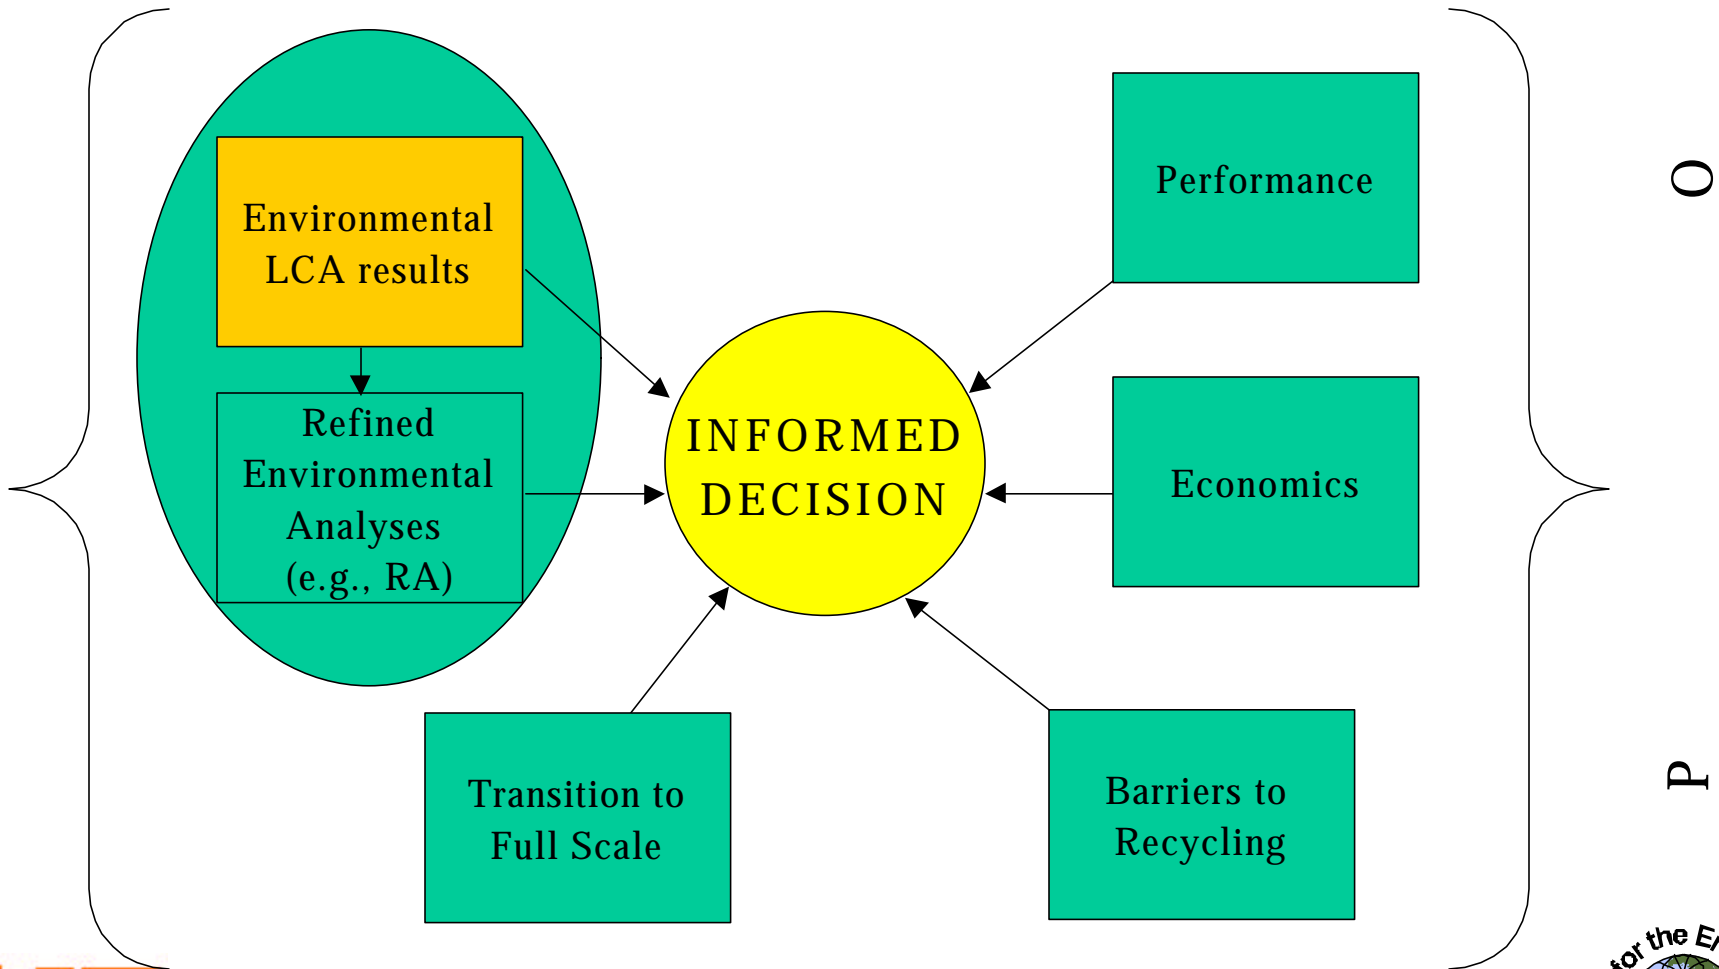 Environmental
LCA results
Refined
Environmental
Analyses
(e.g., RA)
INFORMED
DECISION
Performance
Economics
Transition to
Full Scale
Barriers to
Recycling
O
P
for the